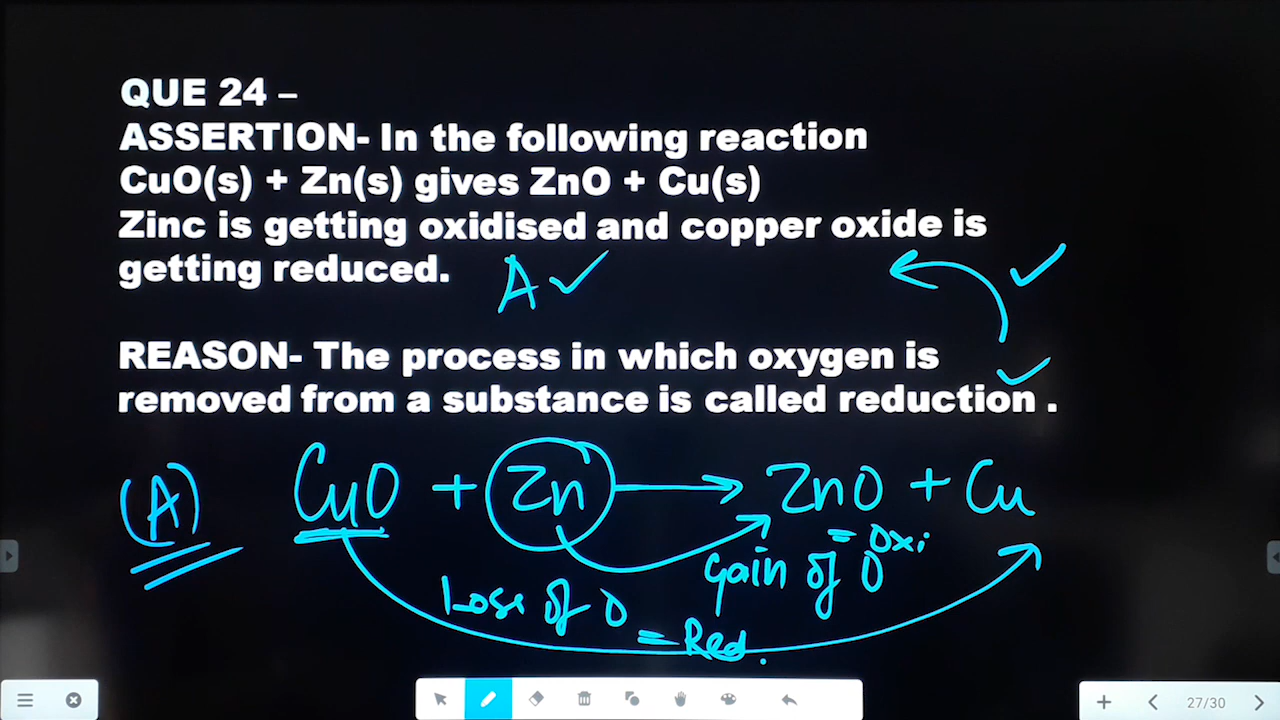 QUE 24 –
ASSERTION- In the following reaction
CuO(s) + Zn(s) gives ZnO + Cu(s)
Zinc is getting oxidised and copper oxide is
getting reduced.
A ✓
REASON- The process in which oxygen is
removed from a substance is called reduction .
(A)
CuO + Zn → ZnO + Cu
= Oxi
gain of O
Loss of O
= Red.
27/30